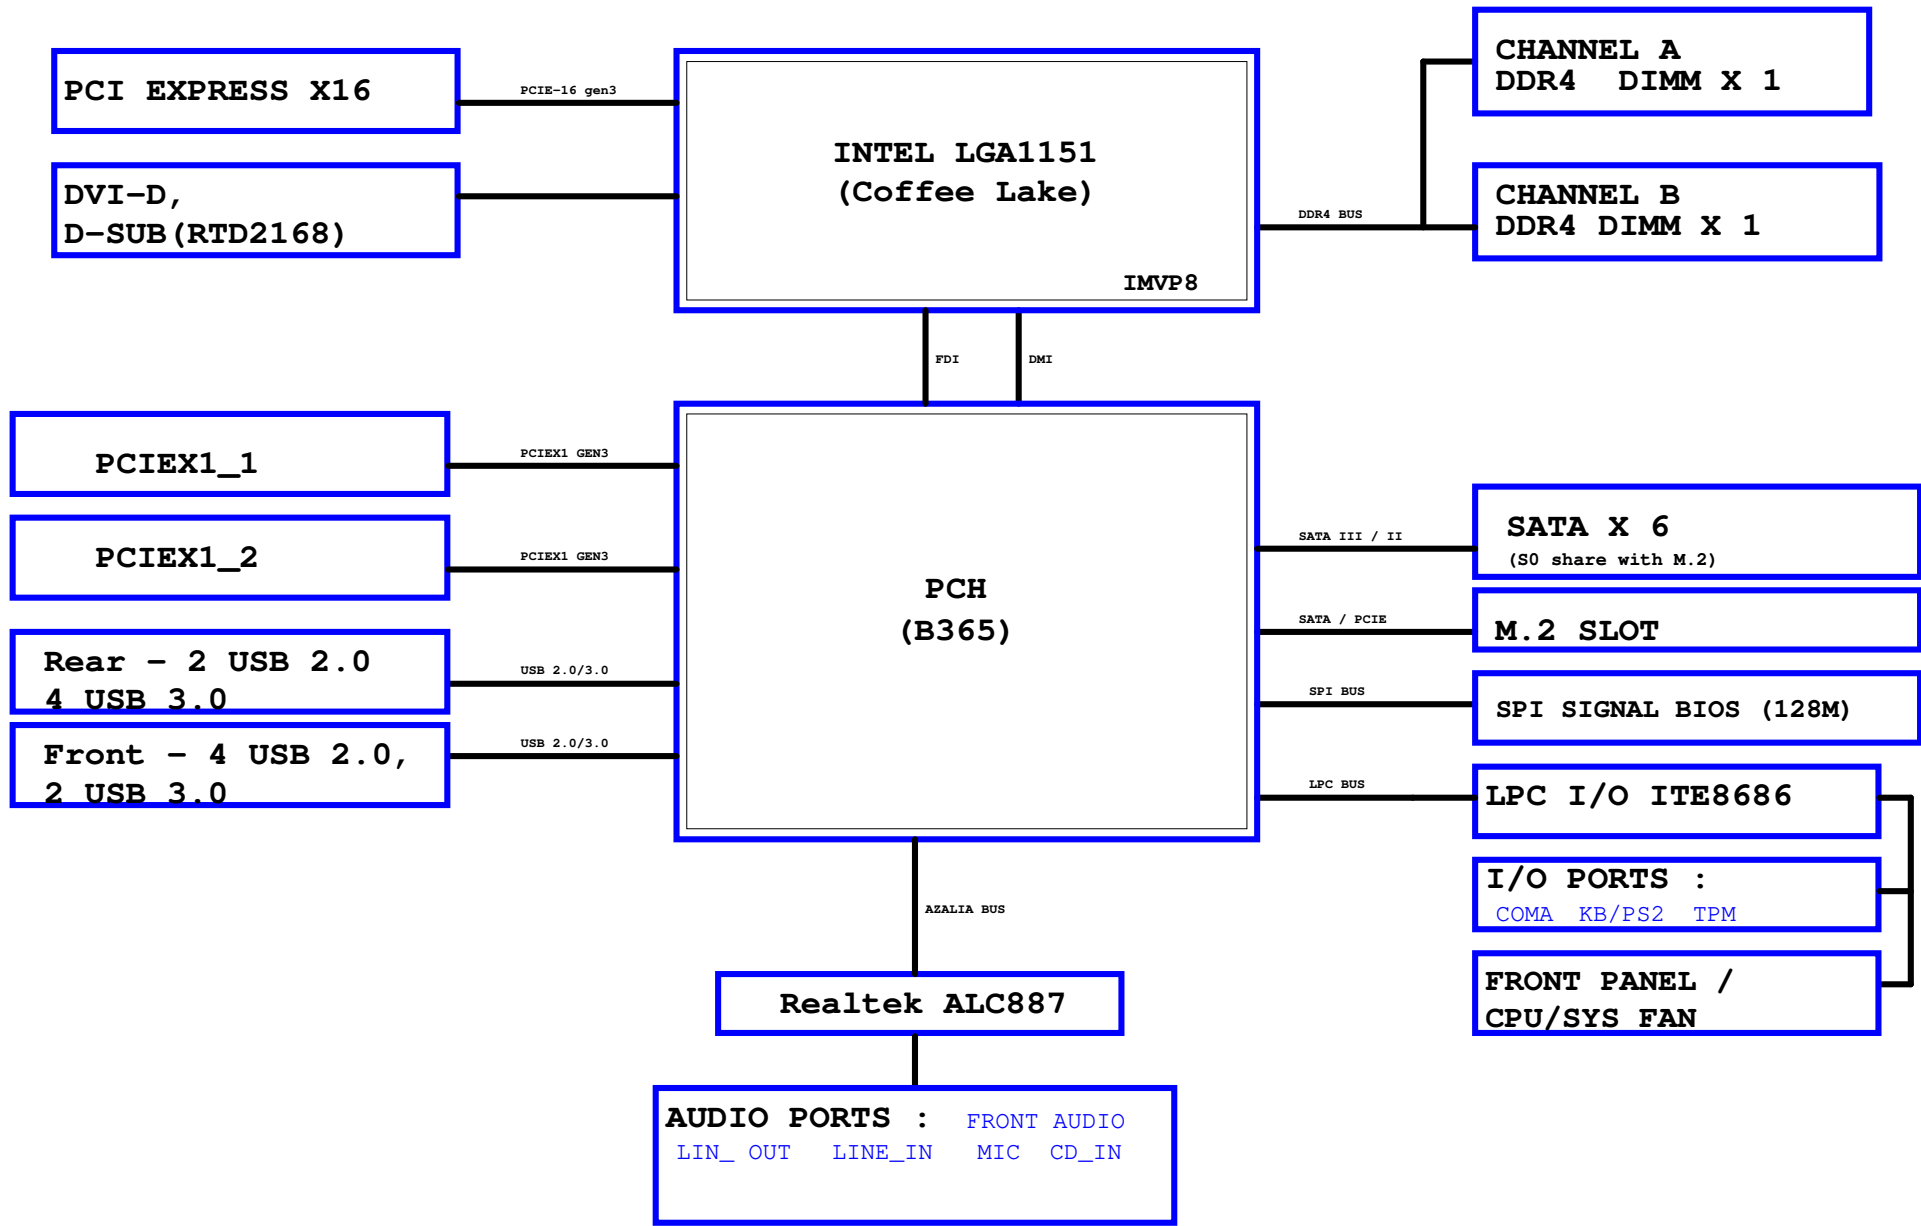 PCI EXPRESS X16
PCIE-16 gen3
DVI-D,
D-SUB(RTD2168)
INTEL LGA1151
(Coffee Lake)
IMVP8
DDR4 BUS
CHANNEL A
DDR4 DIMM X 1
CHANNEL B
DDR4 DIMM X 1
FDI
DMI
PCIEX1_1
PCIEX1 GEN3
PCIEX1_2
PCIEX1 GEN3
Rear - 2 USB 2.0
4 USB 3.0
USB 2.0/3.0
Front - 4 USB 2.0,
2 USB 3.0
USB 2.0/3.0
PCH
(B365)
SATA III / II
SATA X 6
(S0 share with M.2)
SATA / PCIE
M.2 SLOT
SPI BUS
SPI SIGNAL BIOS (128M)
LPC BUS
LPC I/O ITE8686
I/O PORTS :
COMA KB/PS2 TPM
FRONT PANEL /
CPU/SYS FAN
AZALIA BUS
Realtek ALC887
AUDIO PORTS : FRONT AUDIO
LIN_ OUT LINE_IN MIC CD_IN